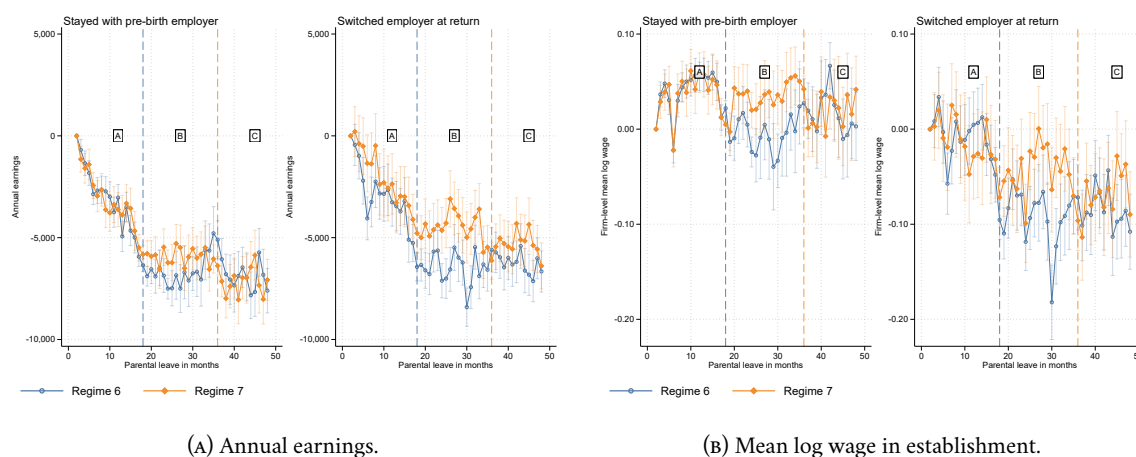 Stayed with pre-birth employer
Switched employer at return
5,000
0
-5,000
-10,000
Annual earnings
A
B
C
0
10
20
30
40
50
Parental leave in months
5,000
0
-5,000
-10,000
Annual earnings
A
B
C
0
10
20
30
40
50
Parental leave in months
Regime 6
Regime 7
(A) Annual earnings.
Stayed with pre-birth employer
Switched employer at return
0.10
0.00
-0.10
-0.20
Firm-level mean log wage
A
B
C
0
10
20
30
40
50
Parental leave in months
0.10
0.00
-0.10
-0.20
Firm-level mean log wage
A
B
C
0
10
20
30
40
Parental leave in months
Regime 6
Regime 7
(B) Mean log wage in establishment.